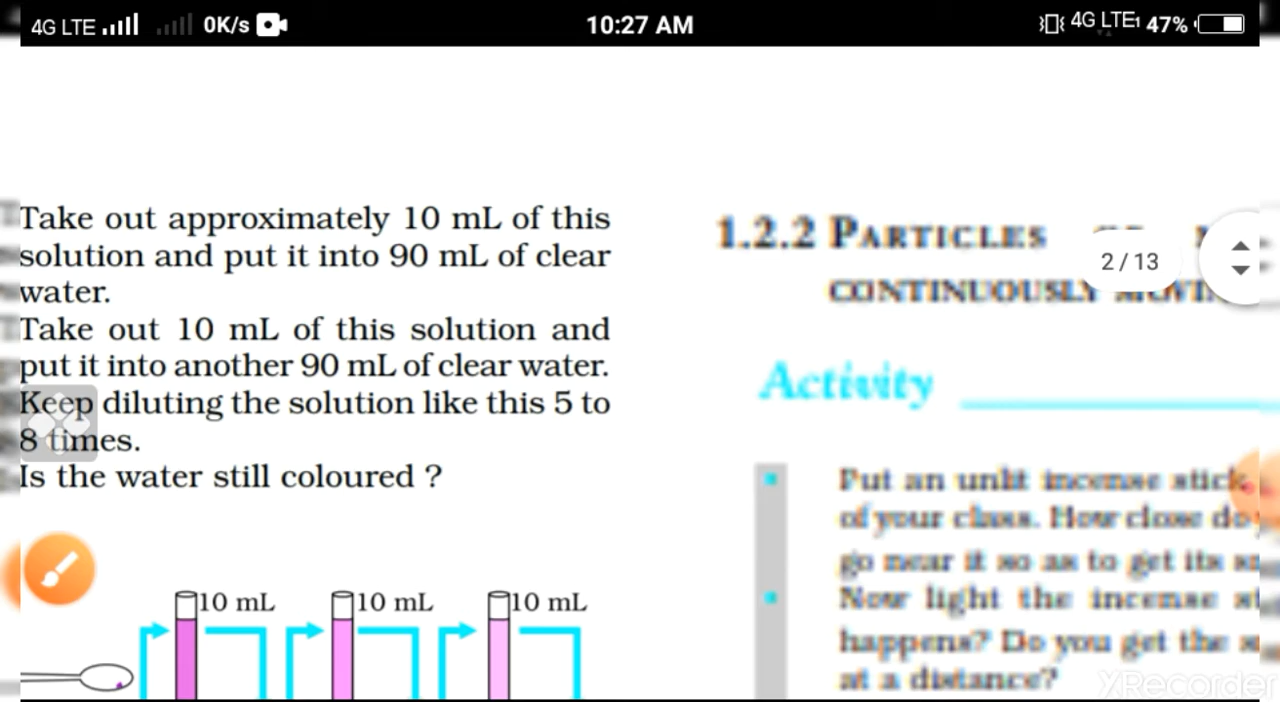 4G LTE 0K/s 10:27 AM 4G LTE 47%
Take out approximately 10 mL of this
solution and put it into 90 mL of clear
water.
Take out 10 mL of this solution and
put it into another 90 mL of clear water.
Keep diluting the solution like this 5 to
8 times.
Is the water still coloured ?
10 mL 10 mL 10 mL
1.2.2 PARTICLES
CONTINUOUSLY
2 / 13
Activity
Put an unlit incense stick
of your class. How close do
go near it so as to get its
Now light the incense
happens? Do you get the
at a distance?
XRecorder